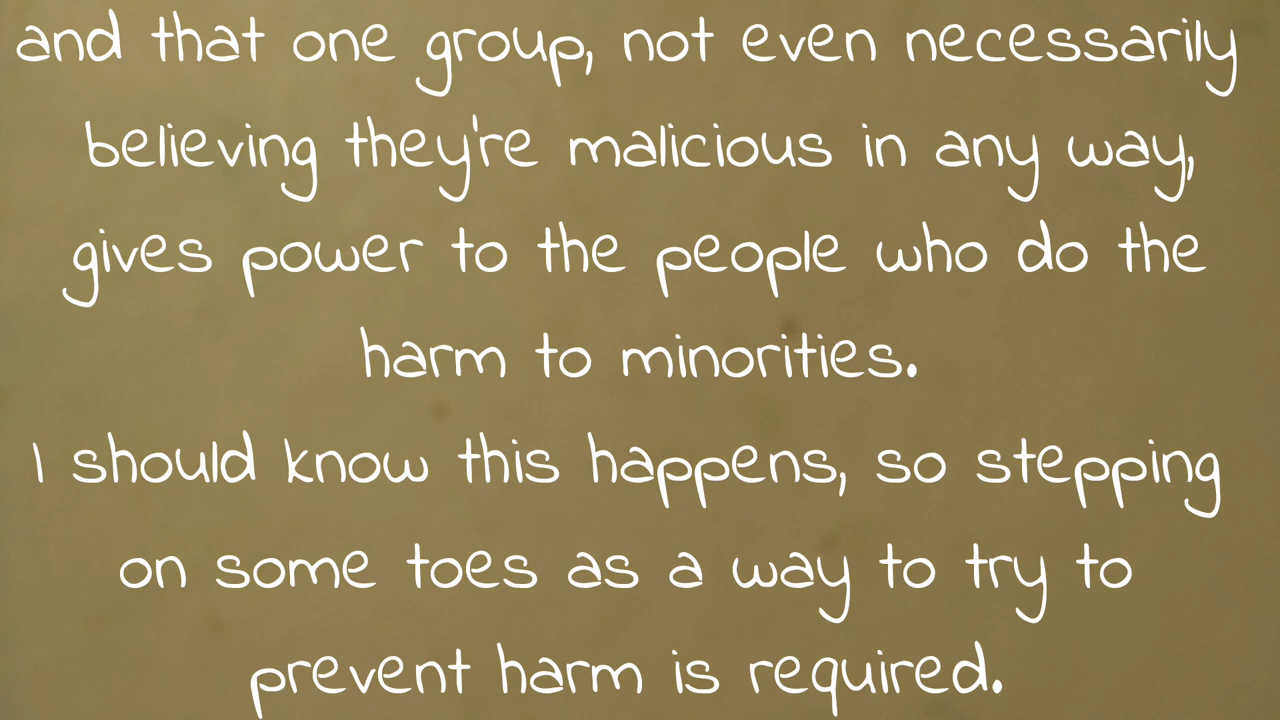 and that one group, not even necessarily
believing they're malicious in any way,
gives power to the people who do the
harm to minorities.
I should know this happens, so stepping
on some toes as a way to try to
prevent harm is required.